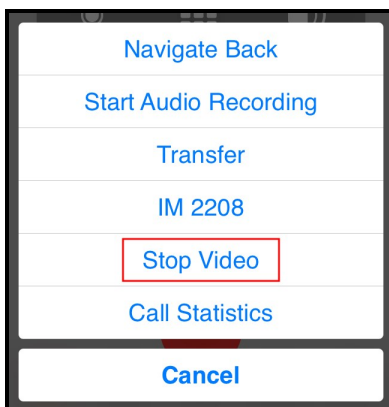 Navigate Back
Start Audio Recording
Transfer
IM 2208
Stop Video
Call Statistics
Cancel